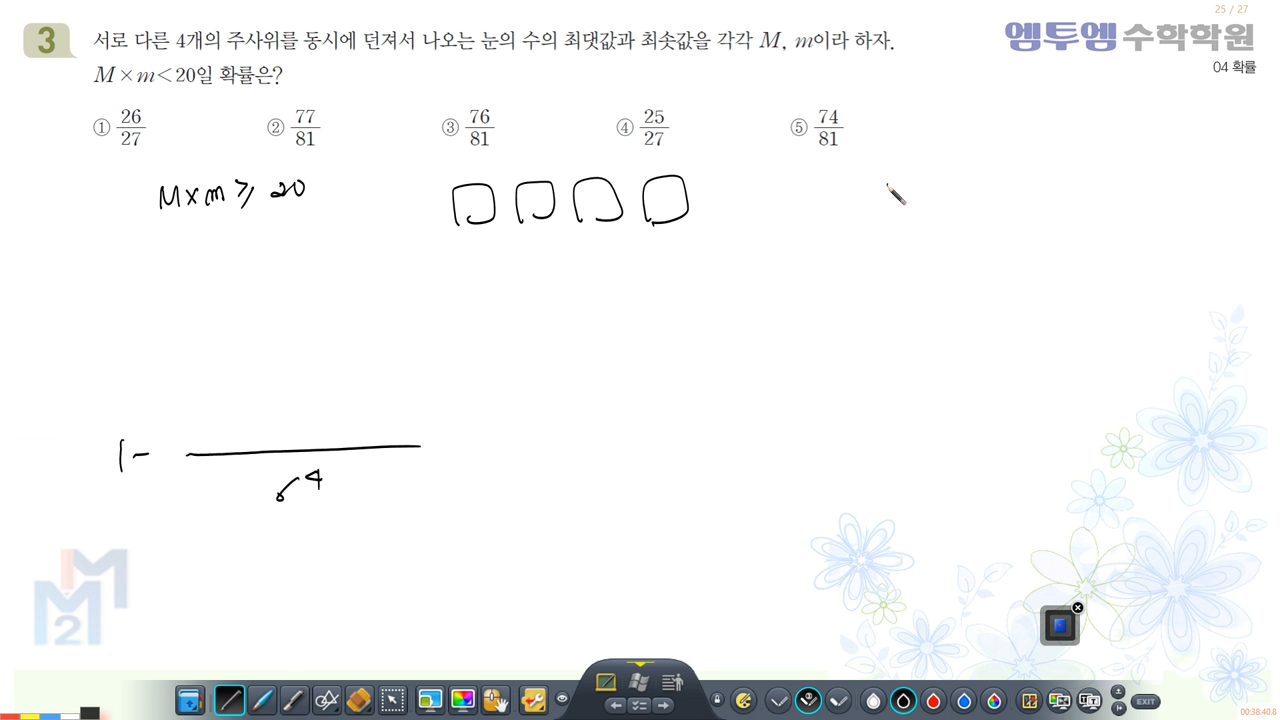 25 / 27
엠투엠수학학원
04 확률
3 서로 다른 4개의 주사위를 동시에 던져서 나오는 눈의 수의 최댓값과 최솟값을 각각 M, m이라 하자.
M×m<20일 확률은?
① 26/27 ② 77/81 ③ 76/81 ④ 25/27 ⑤ 74/81
M×m ≥ 20
1 -
4
M M 2
EXIT
00:38:40.8